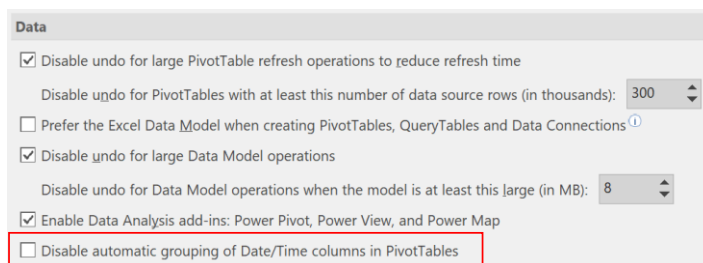 Data
Disable undo for large PivotTable refresh operations to reduce refresh time
Disable undo for PivotTables with at least this number of data source rows (in thousands): 300
Prefer the Excel Data Model when creating PivotTables, QueryTables and Data Connections
Disable undo for large Data Model operations
Disable undo for Data Model operations when the model is at least this large (in MB): 8
Enable Data Analysis add-ins: Power Pivot, Power View, and Power Map
Disable automatic grouping of Date/Time columns in PivotTables